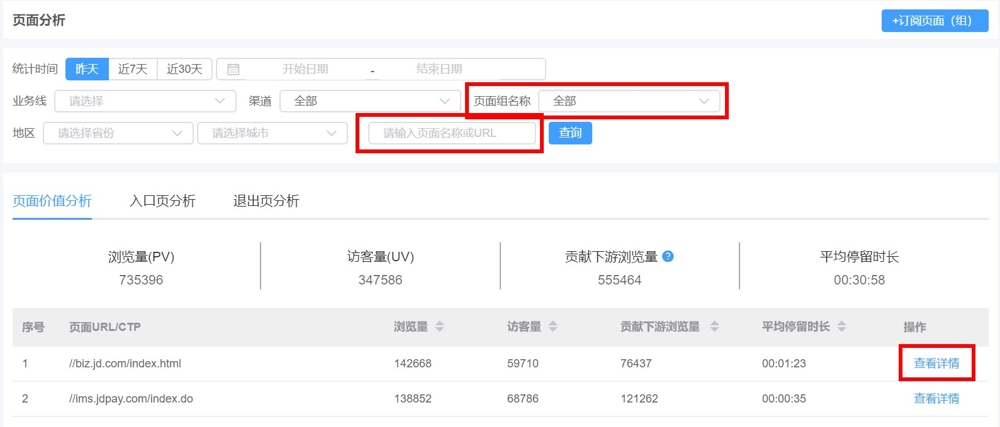 页面分析
+订阅页面（组）
统计时间 昨天 近7天 近30天 开始日期 - 结束日期
业务线 请选择 渠道 全部 页面组名称 全部
地区 请选择省份 请选择城市 请输入页面名称或URL 查询
页面价值分析 入口页分析 退出页分析
浏览量(PV) 访客量(UV) 贡献下游浏览量 ? 平均停留时长
735396 347586 555464 00:30:58
序号 页面URL/CTP 浏览量 访客量 贡献下游浏览量 平均停留时长 操作
1 //biz.jd.com/index.html 142668 59710 76437 00:01:23 查看详情
2 //ims.jdpay.com/index.do 138852 68786 121262 00:00:35 查看详情